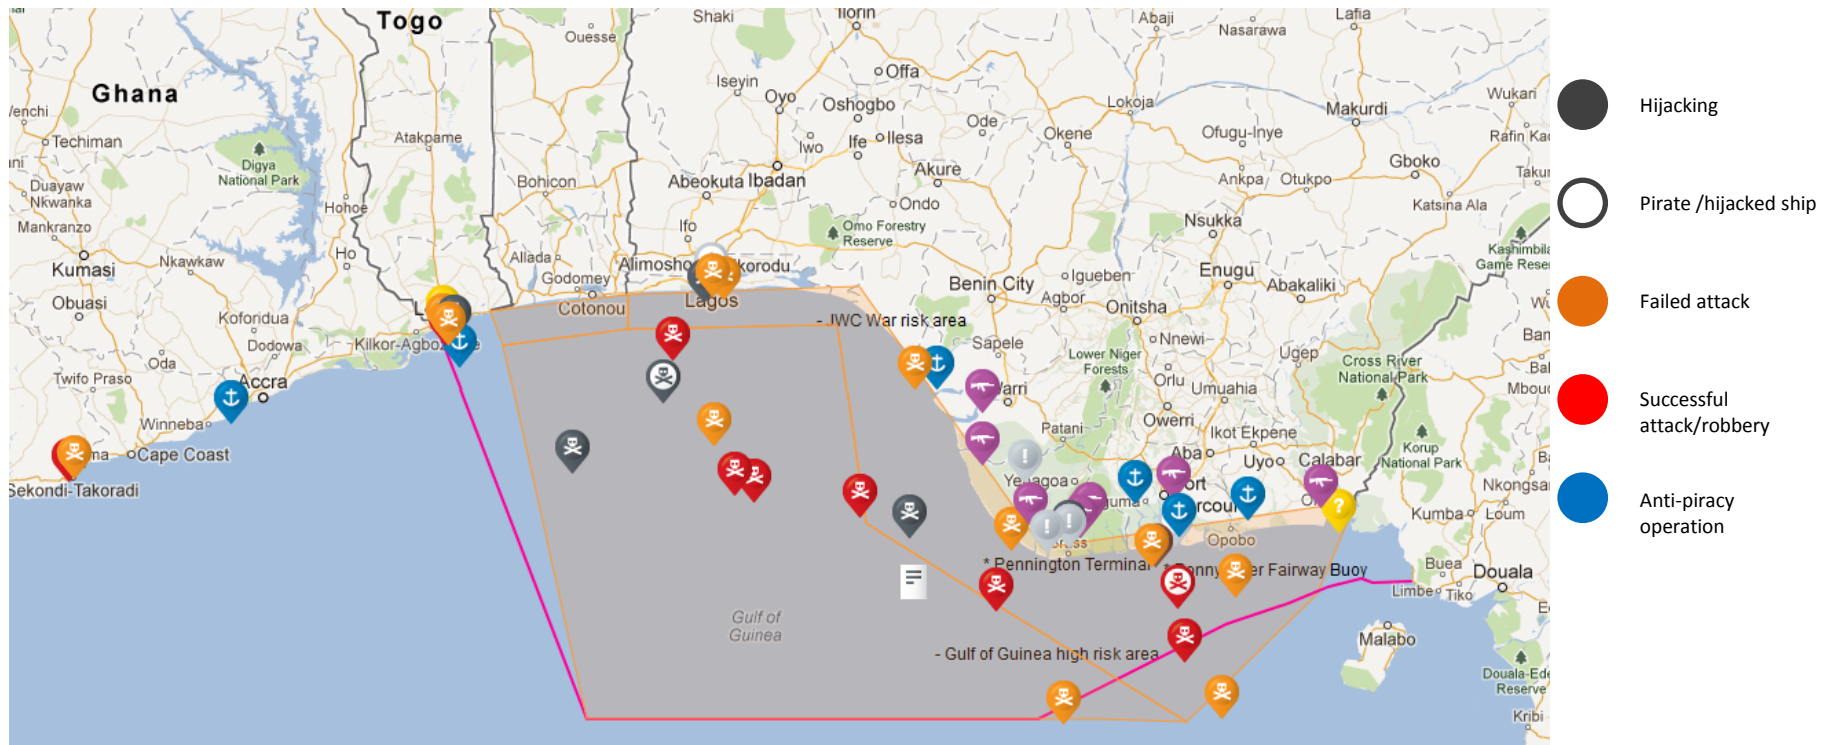 Togo
Shaki
Ilorin
Abaji
Lafia
Ouesse
Nasarawa
Offa
Iseyin
Ghana
Oyo
Oshogbo
Lokoja
Makurdi
Wukari
Hijacking
Techiman
Atakpame
Iwo
Ife
Ilesa
Ode
Okene
Ofugu-Inye
Digya
National Park
Akure
Gboko
Duayaw
Nkwanka
Bohicon
Abeokuta
Ibadan
Ankpa
Otukpo
Hohoe
Ondo
Katsina Ala
Pirate /hijacked ship
Mankranzo
Ifo
Omo Forestry
Reserve
Nsukka
Kumasi
Nkawkaw
Ho
Allada
Godomey
Igueben
Enugu
Abakaliki
Kashimbila
Benin City
Agbor
Onitsha
Obuasi
Koforidua
Cotonou
Lagos
Failed attack
Dodowa
- JWC War risk area
Sapele
Nnewi
Ugep
Oda
Lower Niger
Forests
Cross River
National Park
Twifo Praso
Accra
Orlu
Umuahia
Successful
attack/robbery
Winneba
Owerri
Patani
Ikot Ekpene
Korup
National Park
Cape Coast
Aba
Uyo
Calabar
Sekondi-Takoradi
Kumba
Loum
Anti-piracy
operation
Opobo
* Pennington Terminal
Fairway Buoy
Buea
Douala
Limbe
Tiko
Gulf of
Guinea
Malabo
- Gulf of Guinea high risk area
Reserve
Kribi